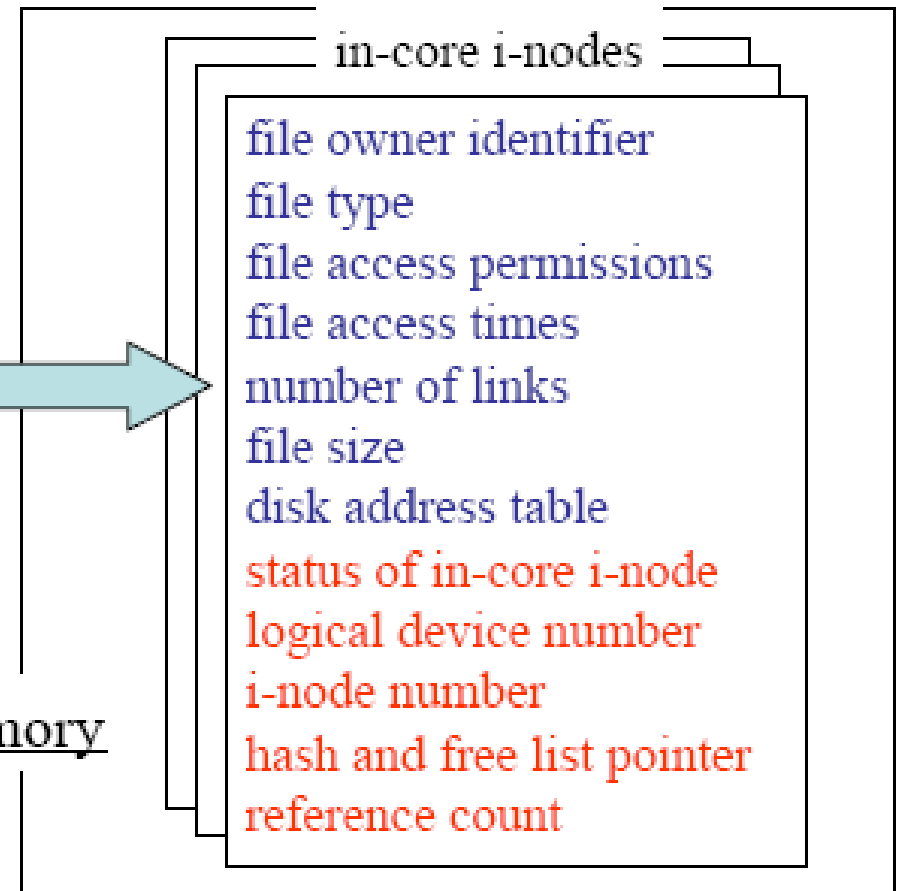 in-core i-nodes
file owner identifier
file type
file access permissions
file access times
number of links
file size
disk address table
status of in-core i-node
logical device number
i-node number
hash and free list pointer
reference count